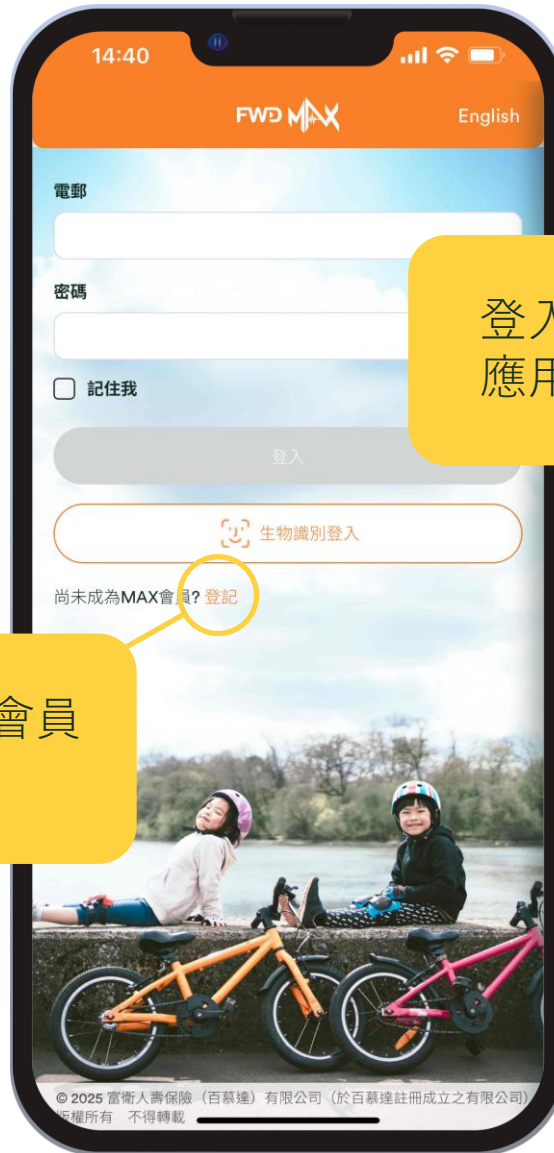 14:40
FWD MAX
English
電郵
密碼
登入
應用
記住我
登入
生物識別登入
尚未成為MAX會員? 登記
會員
© 2025 富衛人壽保險（百慕達）有限公司（於百慕達註冊成立之有限公司）
版權所有 不得轉載